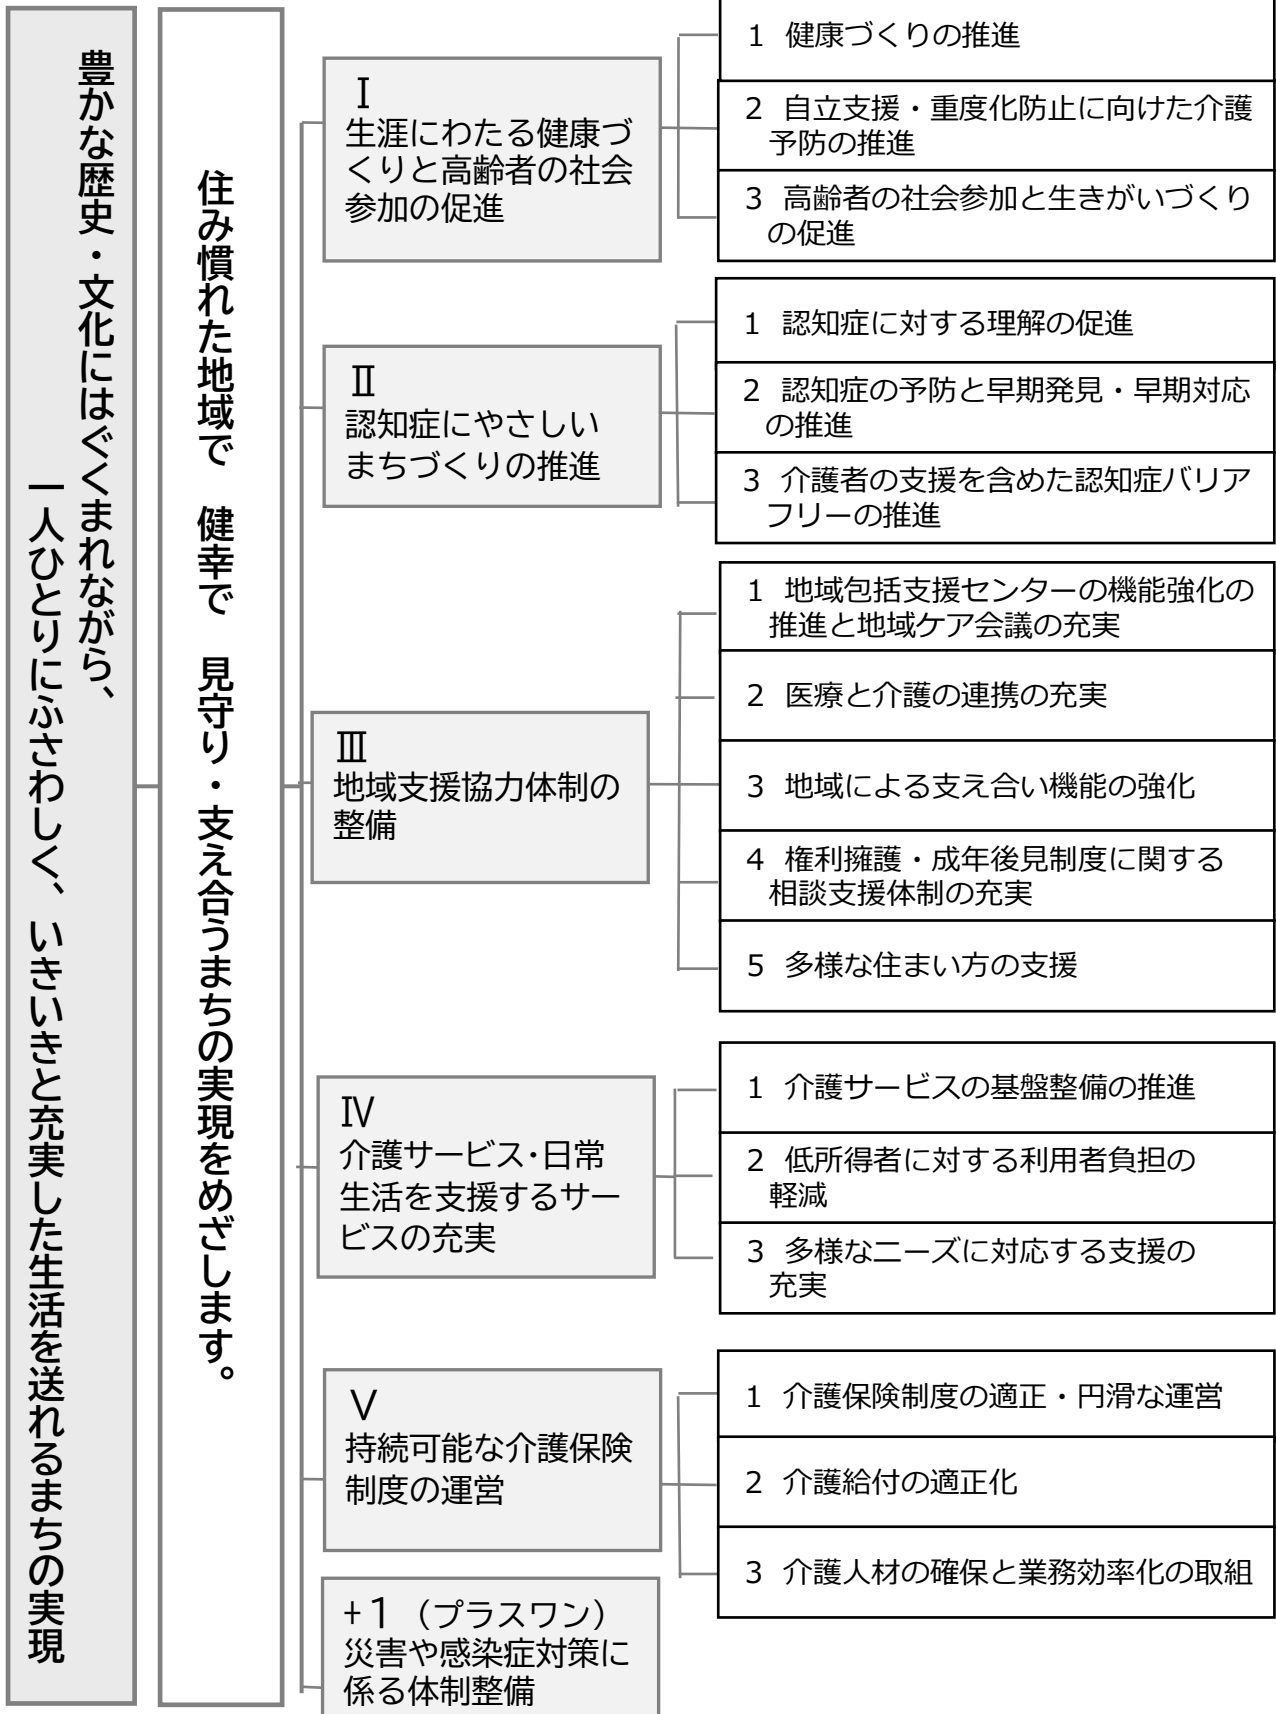 豊かな歴史・文化にはぐくまれながら、
一人ひとりにふさわしく、いきいきと充実した生活を送れるまちの実現
住み慣れた地域で　健幸で　見守り・支え合うまちの実現をめざします。
Ⅰ
生涯にわたる健康づ
くりと高齢者の社会
参加の促進
1 健康づくりの推進
2 自立支援・重度化防止に向けた介護
予防の推進
3 高齢者の社会参加と生きがいづくり
の促進
Ⅱ
認知症にやさしい
まちづくりの推進
1 認知症に対する理解の促進
2 認知症の予防と早期発見・早期対応
の推進
3 介護者の支援を含めた認知症バリア
フリーの推進
Ⅲ
地域支援協力体制の
整備
1 地域包括支援センターの機能強化の
推進と地域ケア会議の充実
2 医療と介護の連携の充実
3 地域による支え合い機能の強化
4 権利擁護・成年後見制度に関する
相談支援体制の充実
5 多様な住まい方の支援
Ⅳ
介護サービス・日常
生活を支援するサー
ビスの充実
1 介護サービスの基盤整備の推進
2 低所得者に対する利用者負担の
軽減
3 多様なニーズに対応する支援の
充実
Ⅴ
持続可能な介護保険
制度の運営
1 介護保険制度の適正・円滑な運営
2 介護給付の適正化
3 介護人材の確保と業務効率化の取組
+1（プラスワン）
災害や感染症対策に
係る体制整備